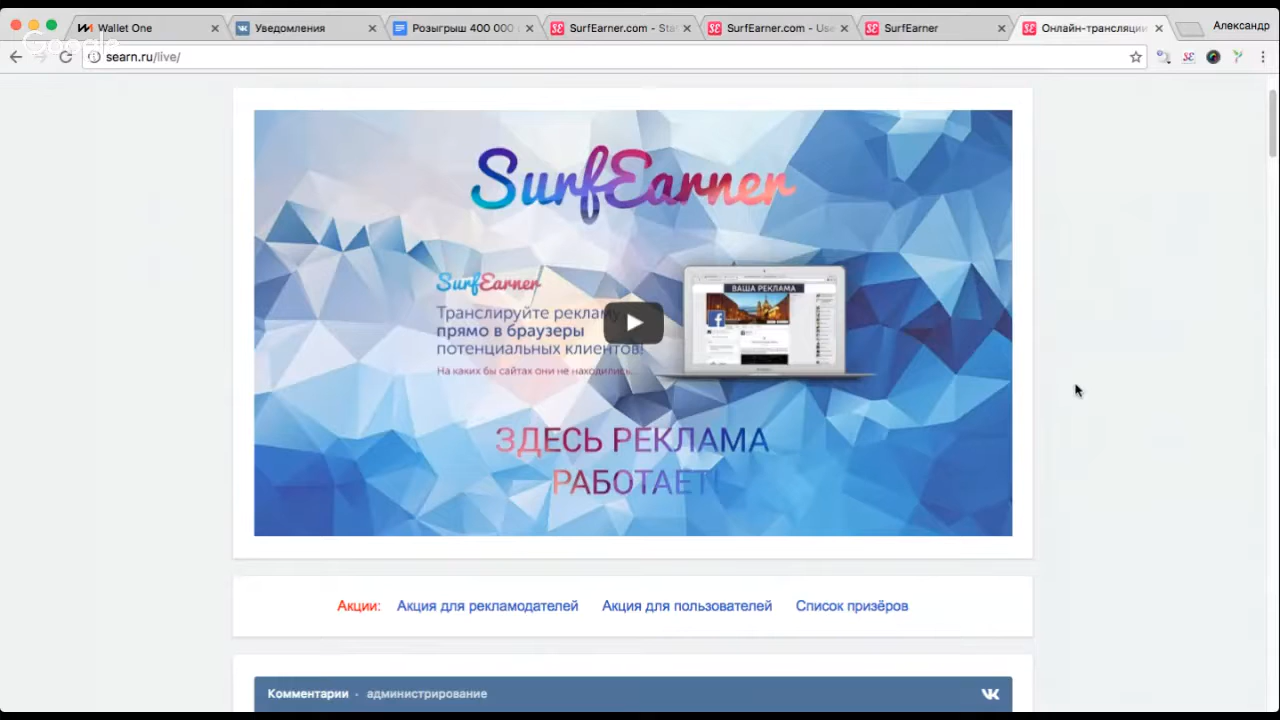 Wallet One
Уведомления
Розыгрыш 400 000
SurfEarner.com - Sta
SurfEarner.com - Use
SurfEarner
Онлайн-трансляции
Александр
Google
searn.ru/live/
SurfEarner
SurfEarner
Транслируйте рекламу
прямо в браузеры
потенциальных клиентов!
На каких бы сайтах они не находились.
ВАША РЕКЛАМА
ЗДЕСЬ РЕКЛАМА
РАБОТАЕТ!
Акции: Акция для рекламодателей Акция для пользователей Список призёров
Комментарии · администрирование